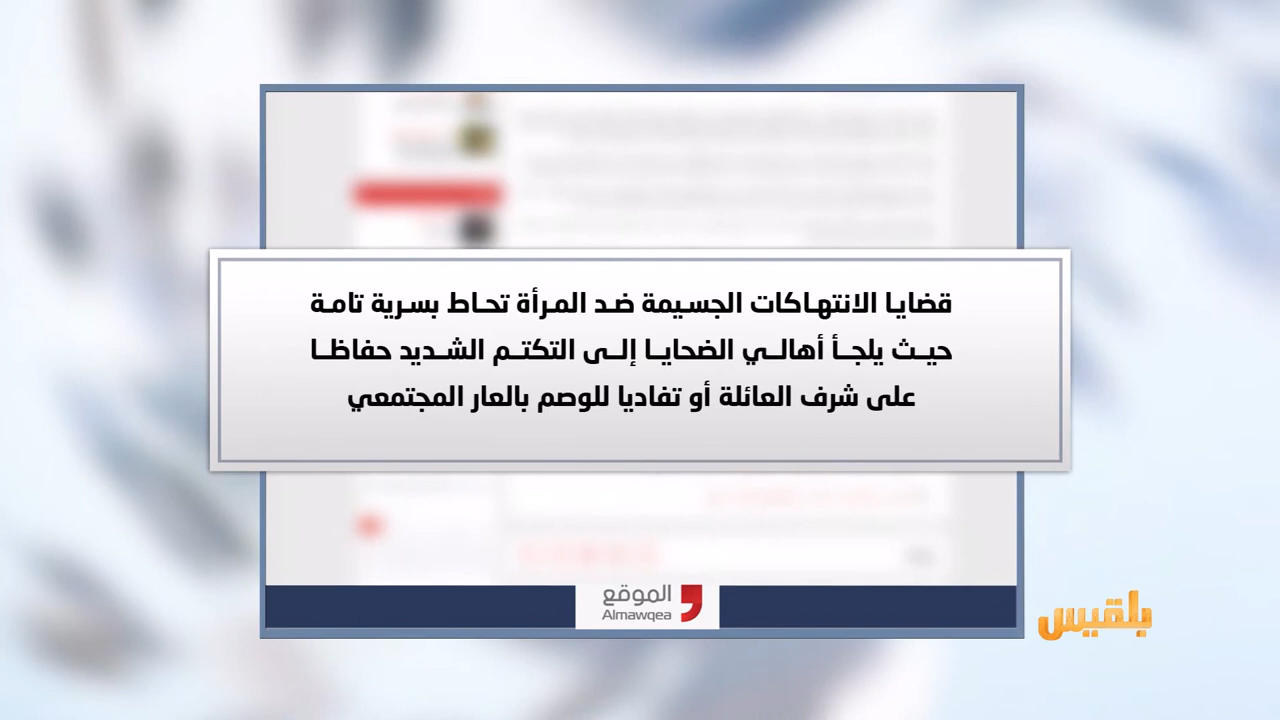 قضايا الانتهاكات الجسيمة ضد المرأة تحاط بسرية تامة
حيث يلجأ أهالي الضحايا إلى التكتم الشديد حفاظا
على شرف العائلة أو تفاديا للوصم بالعار المجتمعي
الموقع
Almawqea
بلقيس